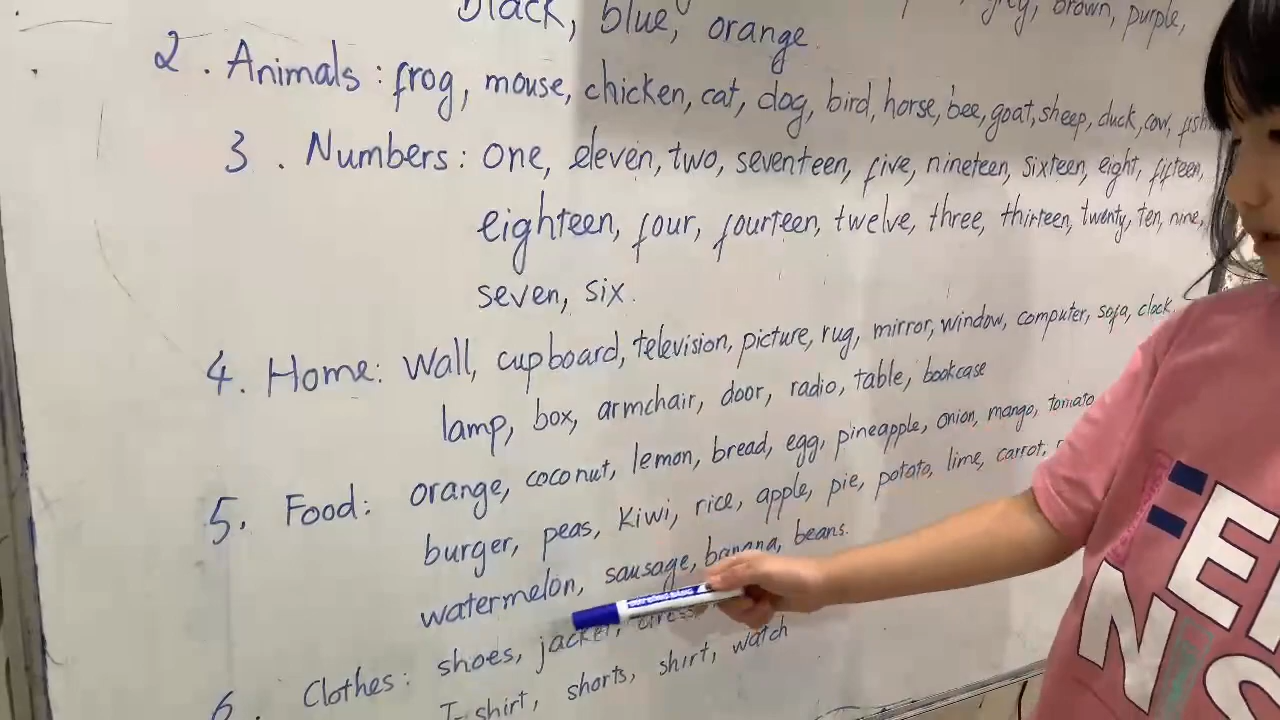 black, blue, orange.
grey, brown, purple,
2. Animals: frog, mouse, chicken, cat, dog, bird, horse, bee, goat, sheep, duck, cow, fish
3. Numbers: one, eleven, two, seventeen, five, nineteen, sixteen, eight, fifteen,
eighteen, four, fourteen, twelve, three, thirteen, twenty, ten, nine,
seven, six.
4. Home: Wall, cupboard, television, picture, rug, mirror, window, computer, sofa, clock.
lamp, box, armchair, door, radio, table, bookcase
5. Food: orange, coconut, lemon, bread, egg, pineapple, onion, mango, tomato
burger, peas, kiwi, rice, apple, pie, potato, lime, carrot,
watermelon, sausage, banana, beans.
6. Clothes: shoes, jacket, dress
T-shirt, shorts, shirt, watch